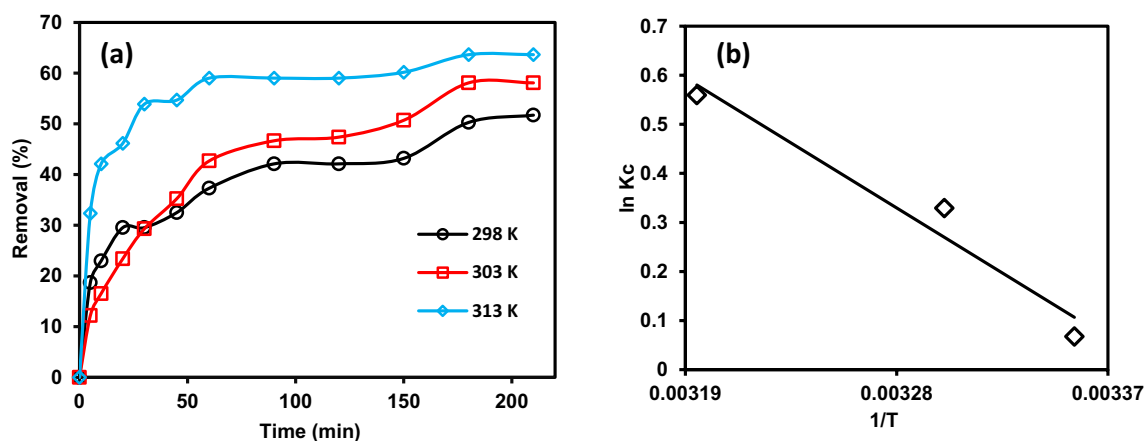 (a)
Removal (%)
70
60
50
40
30
20
10
0
298 K
303 K
313 K
0 50 100 150 200
Time (min)
(b)
ln Kc
0.7
0.6
0.5
0.4
0.3
0.2
0.1
0
0.00319 0.00328 0.00337
1/T